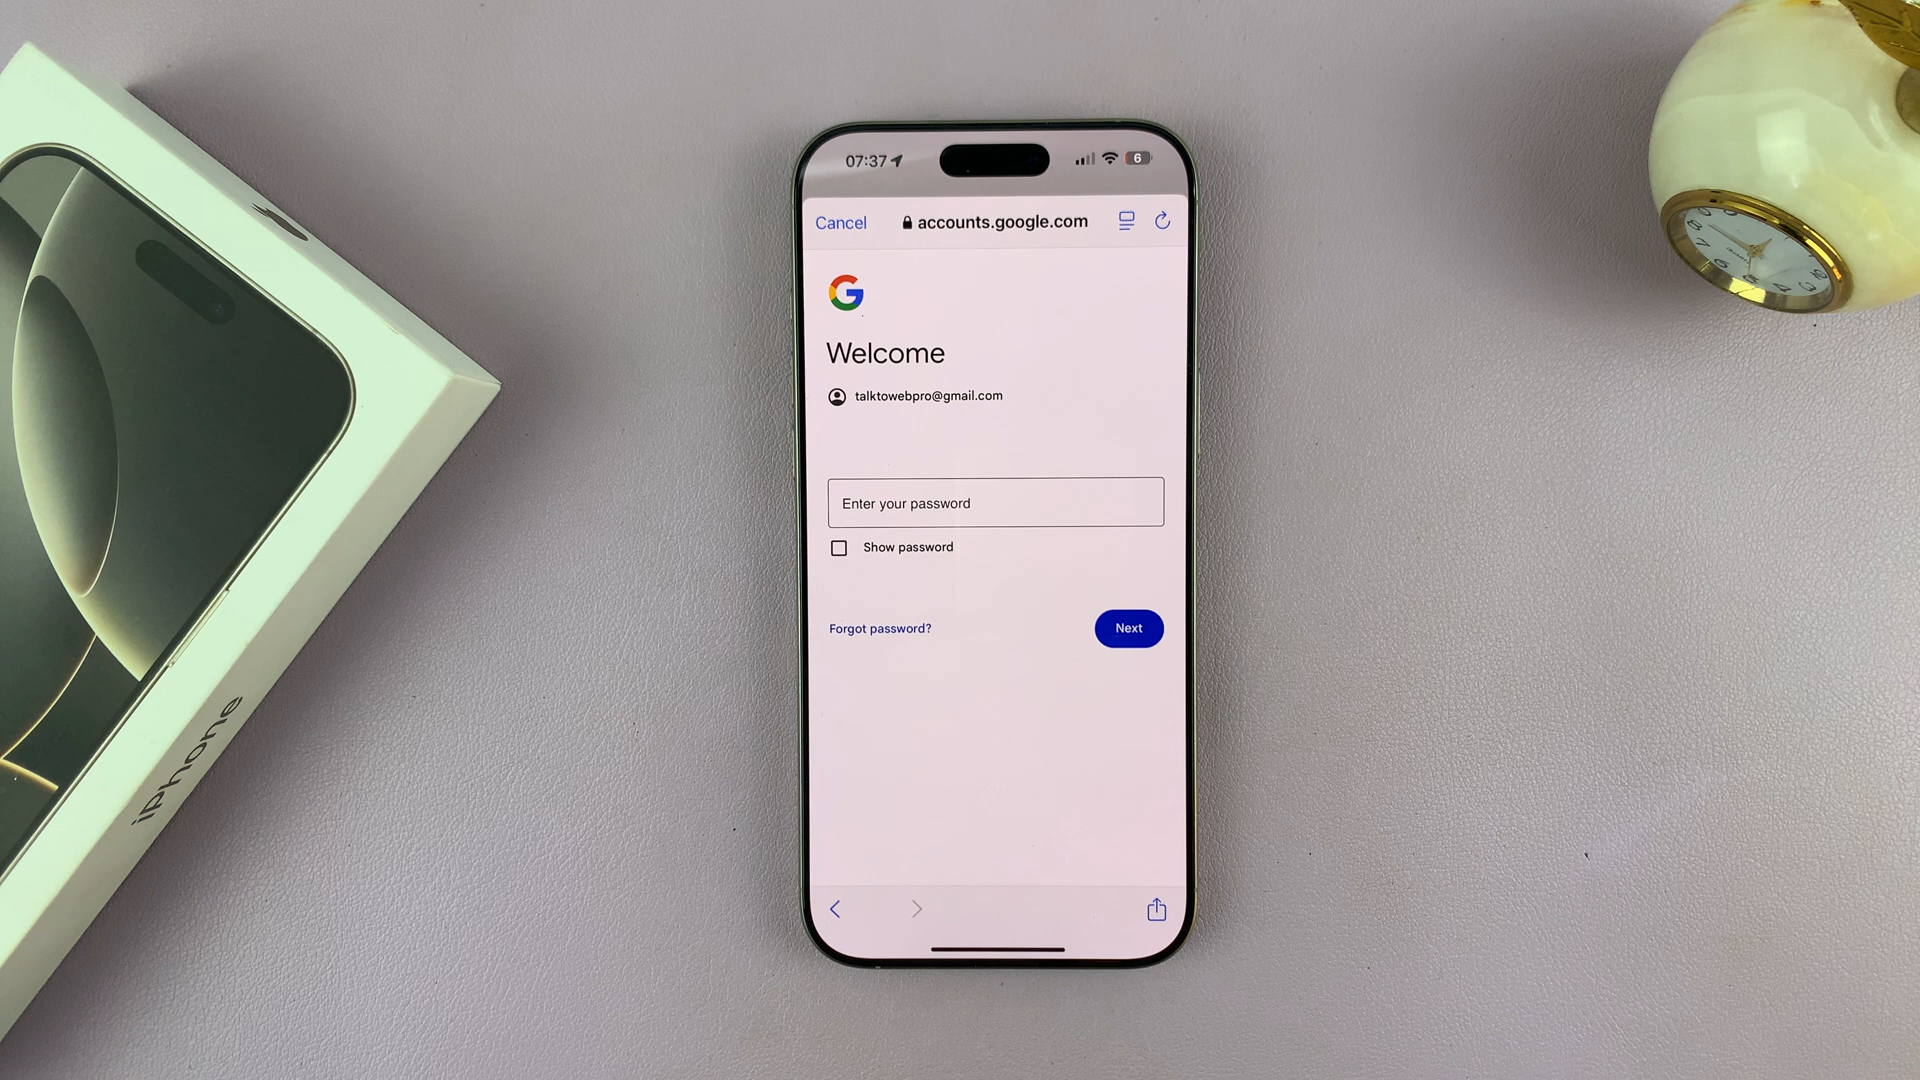 07:37
6
Cancel
accounts.google.com
Welcome
talktowebpro@gmail.com
Enter your password
Show password
Forgot password?
Next
iPhone